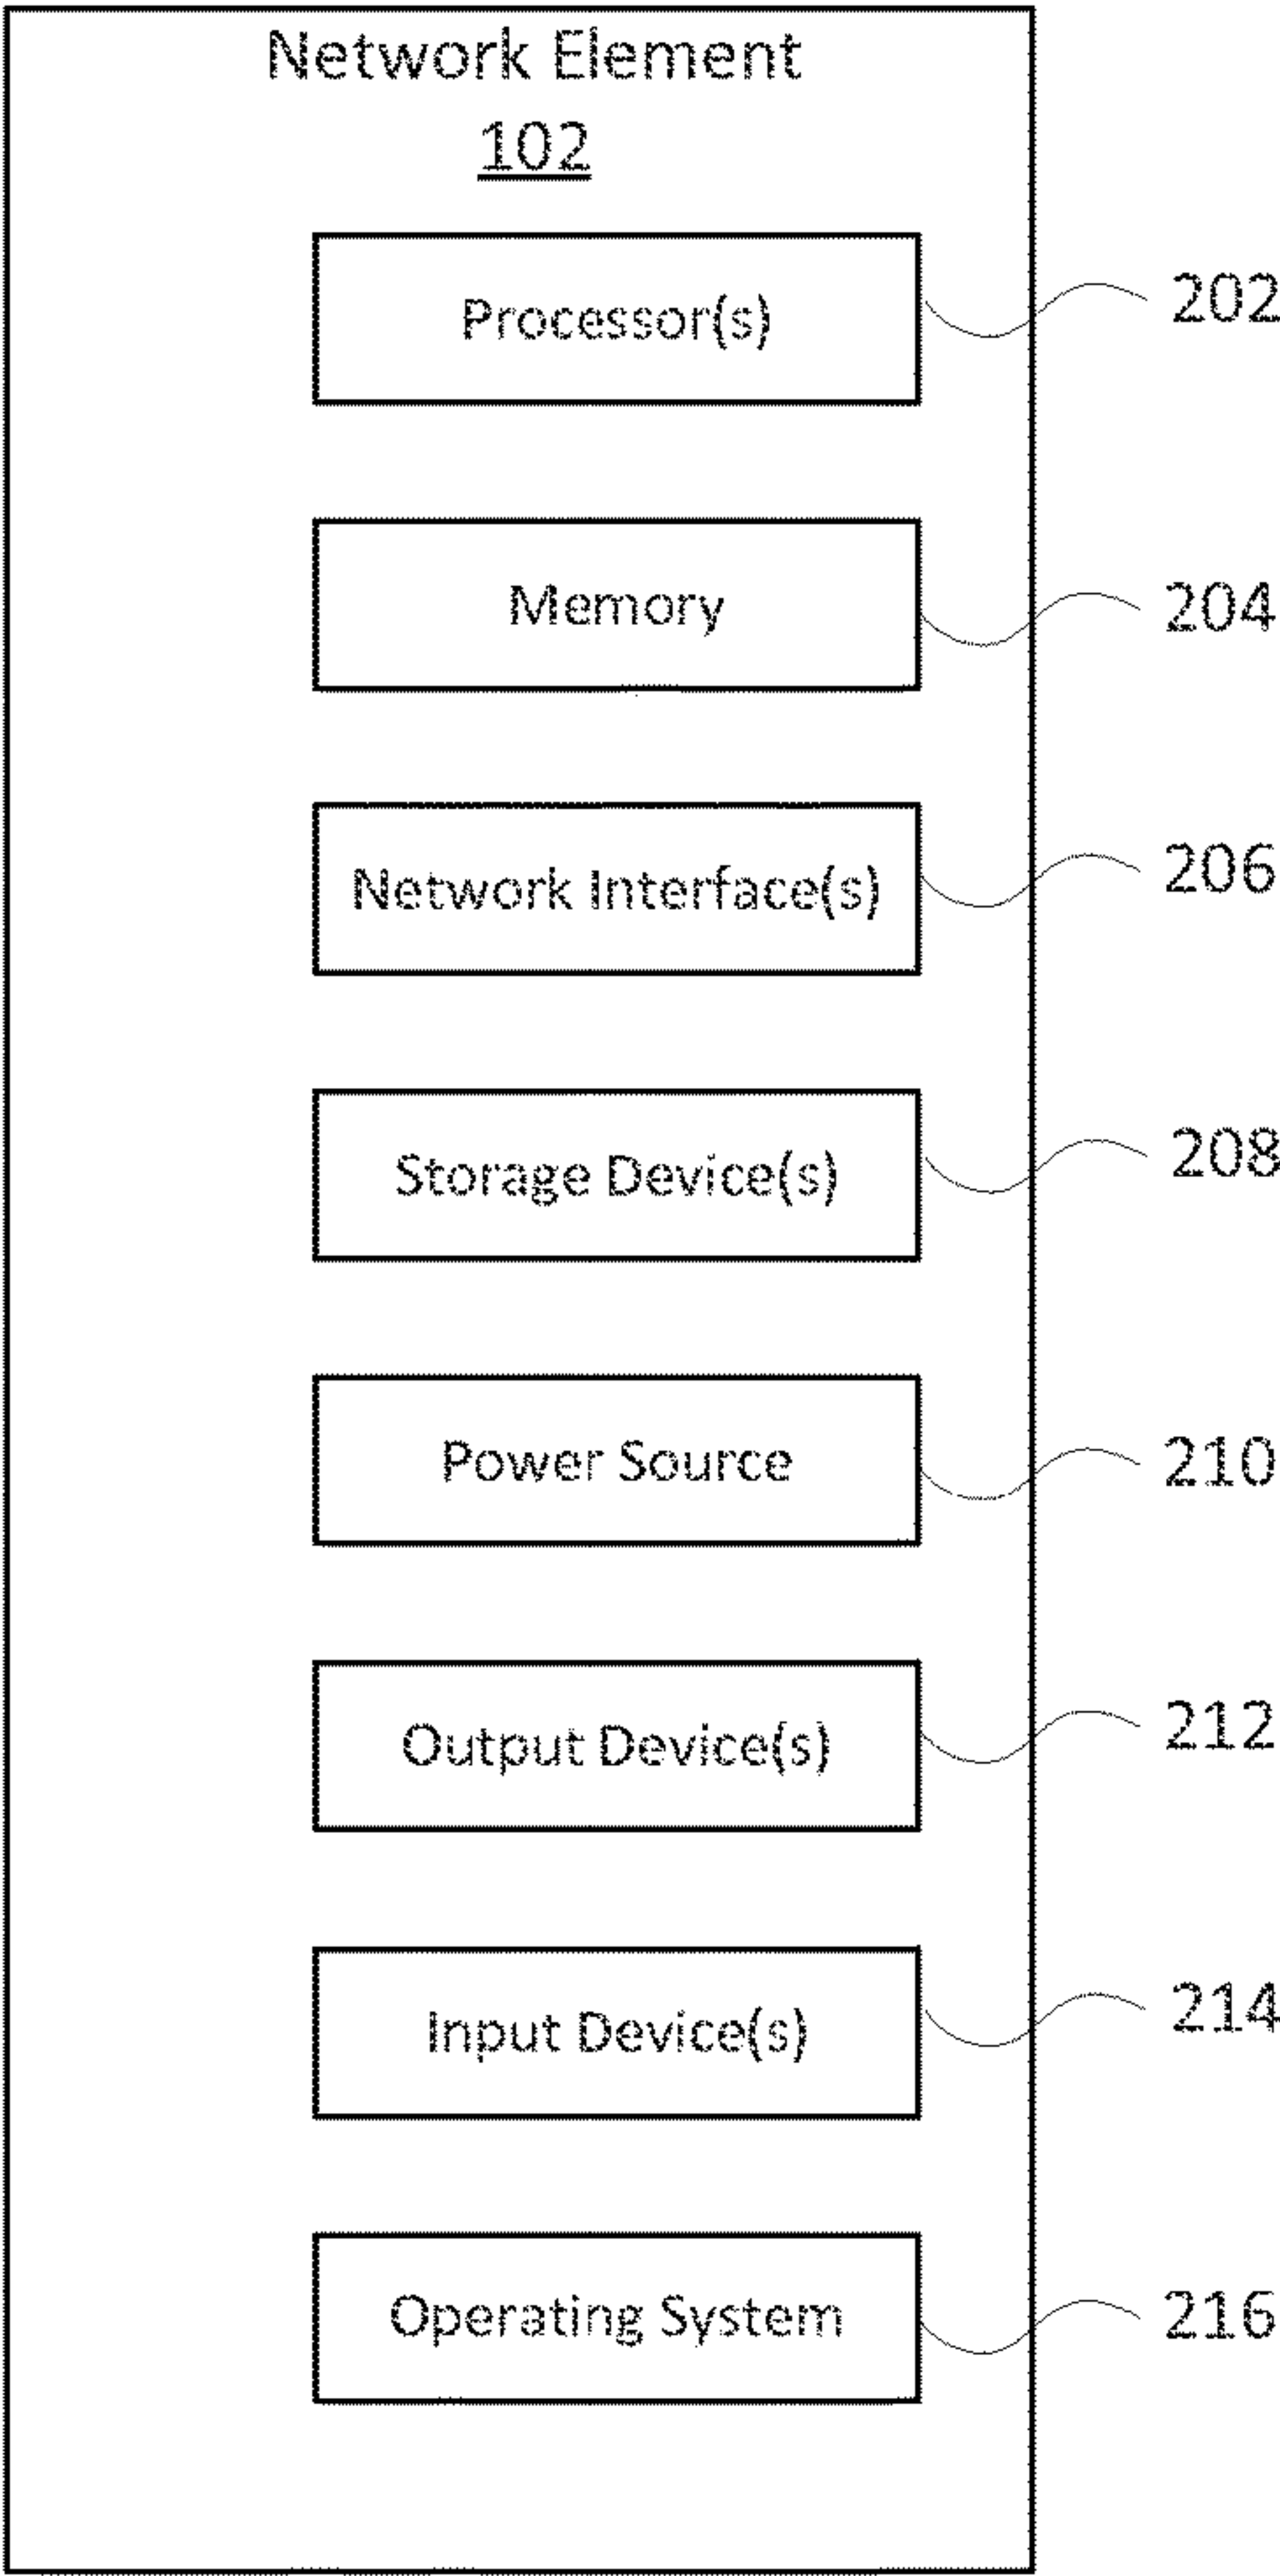 Network Element
102
Processor(s)
202
Memory
204
Network Interface(s)
206
Storage Device(s)
208
Power Source
210
Output Device(s)
212
Input Device(s)
214
Operating System
216